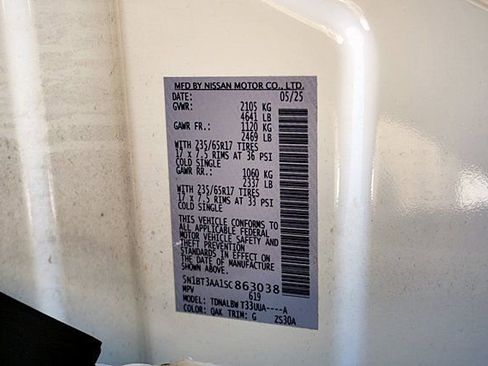 MFD BY NISSAN MOTOR CO., LTD.
DATE: 05/25
GVWR: 2105 KG
4641 LB
GAWR FR.: 1120 KG
2469 LB
WITH 235/65R17 TIRES
17 x 7.5 RIMS AT 36 PSI
COLD SINGLE
GAWR RR.: 1060 KG
2337 LB
WITH 235/65R17 TIRES
17 x 7.5 RIMS AT 33 PSI
COLD SINGLE
THIS VEHICLE CONFORMS TO
ALL APPLICABLE FEDERAL
MOTOR VEHICLE SAFETY AND
THEFT PREVENTION
STANDARDS IN EFFECT ON
THE DATE OF MANUFACTURE
SHOWN ABOVE.
5N1BT3AA1SC863038
MPV 619
MODEL: TDNALBW T33UUA----A
COLOR: QAK TRIM: G 2S30A